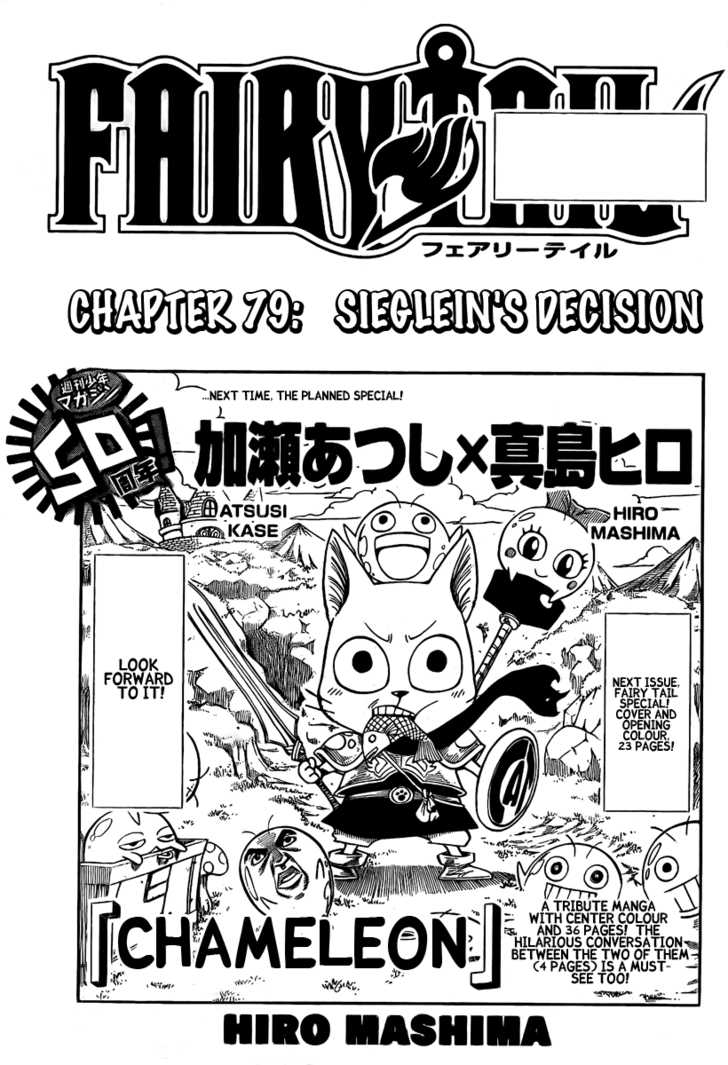 FAIRY TAIL
フェアリーテイル
CHAPTER 79: SIEGLEIN'S DECISION
週刊少年
マガジン
50
周年!
...NEXT TIME, THE PLANNED SPECIAL!
加瀬あつし×真島ヒロ
ATSUSI
KASE
HIRO
MASHIMA
LOOK
FORWARD
TO IT!
NEXT ISSUE,
FAIRY TAIL
SPECIAL!
COVER AND
OPENING
COLOUR,
23 PAGES!
「CHAMELEON」
A TRIBUTE MANGA
WITH CENTER COLOUR
AND 36 PAGES! THE
HILARIOUS CONVERSATION
BETWEEN THE TWO OF THEM
(4 PAGES) IS A MUST-
SEE TOO!
HIRO MASHIMA